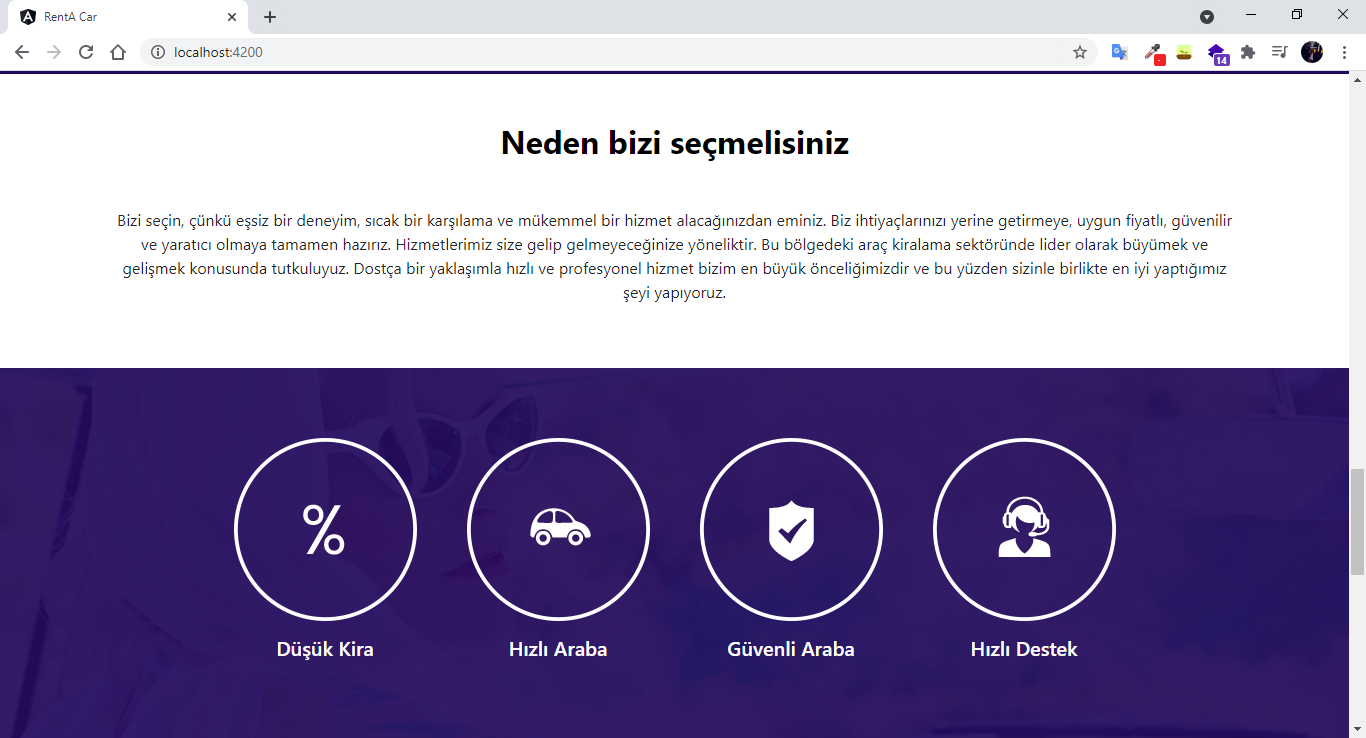 RentA Car
localhost:4200
14
Neden bizi seçmelisiniz
Bizi seçin, çünkü eşsiz bir deneyim, sıcak bir karşılama ve mükemmel bir hizmet alacağınızdan eminiz. Biz ihtiyaçlarınızı yerine getirmeye, uygun fiyatlı, güvenilir
ve yaratıcı olmaya tamamen hazırız. Hizmetlerimiz size gelip gelmeyeceğinize yöneliktir. Bu bölgedeki araç kiralama sektöründe lider olarak büyümek ve
gelişmek konusunda tutkuluyuz. Dostça bir yaklaşımla hızlı ve profesyonel hizmet bizim en büyük önceliğimizdir ve bu yüzden sizinle birlikte en iyi yaptığımız
şeyi yapıyoruz.
%
Düşük Kira
Hızlı Araba
Güvenli Araba
Hızlı Destek